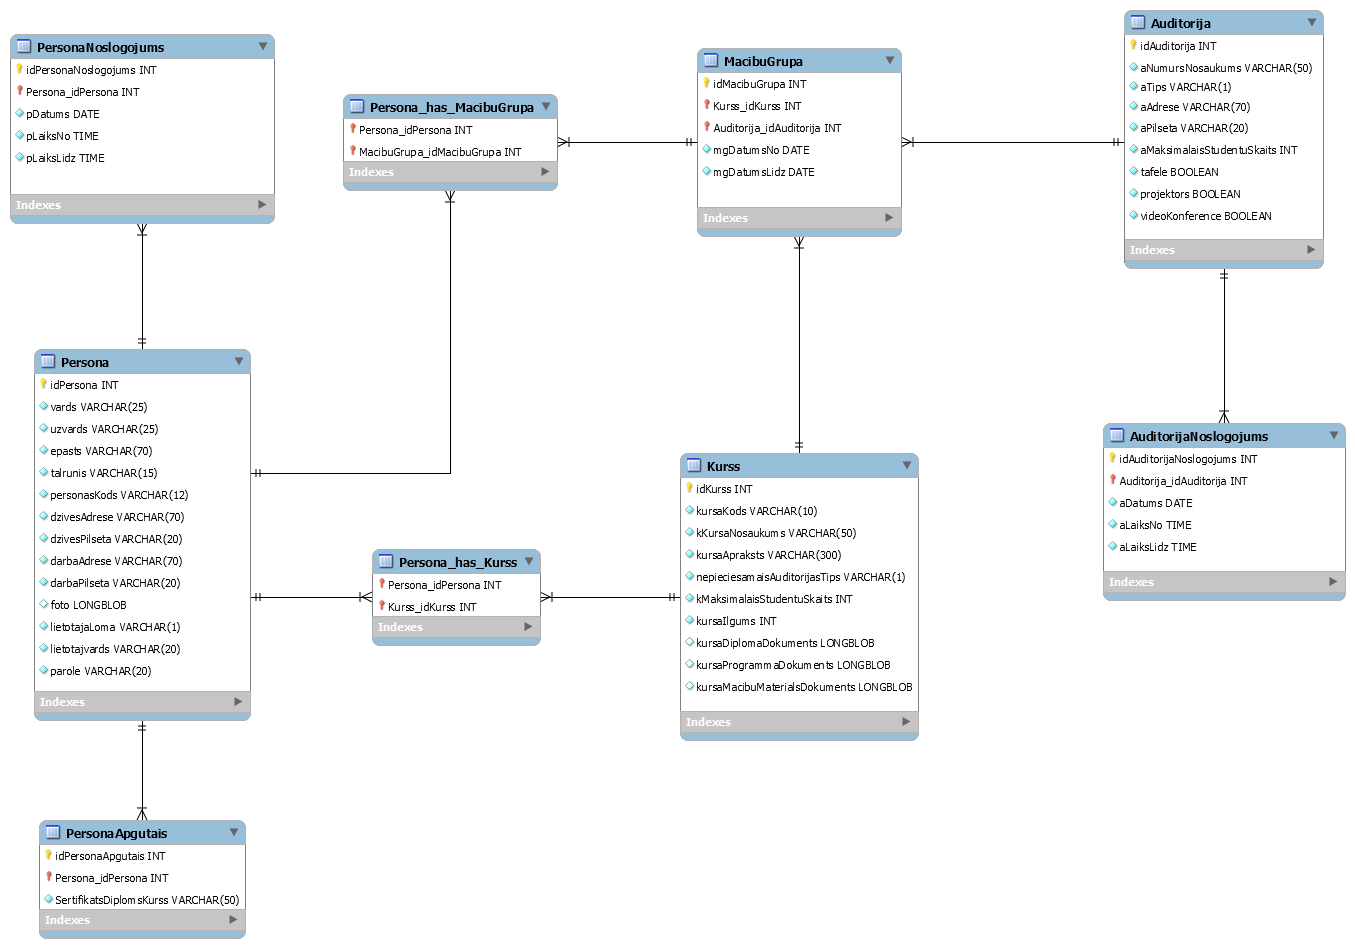 PersonaNoslogojums
idPersonaNoslogojums INT
Persona_idPersona INT
pDatums DATE
pLaiksNo TIME
pLaiksLidz TIME
Indexes
Persona_has_MacibuGrupa
Persona_idPersona INT
MacibuGrupa_idMacibuGrupa INT
Indexes
MacibuGrupa
idMacibuGrupa INT
Kurss_idKurss INT
Auditorija_idAuditorija INT
mgDatumsNo DATE
mgDatumsLidz DATE
Indexes
Auditorija
idAuditorija INT
aNumursNosaukums VARCHAR(50)
aTips VARCHAR(1)
aAdrese VARCHAR(70)
aPilseta VARCHAR(20)
aMaksimalaisStudentuSkaits INT
tafele BOOLEAN
projektors BOOLEAN
videoKonference BOOLEAN
Indexes
Persona
idPersona INT
vards VARCHAR(25)
uzvards VARCHAR(25)
epasts VARCHAR(70)
talrunis VARCHAR(15)
personasKods VARCHAR(12)
dzivesAdrese VARCHAR(70)
dzivesPilseta VARCHAR(20)
darbaAdrese VARCHAR(70)
darbaPilseta VARCHAR(20)
foto LONGBLOB
lietotajaLoma VARCHAR(1)
lietotajvards VARCHAR(20)
parole VARCHAR(20)
Indexes
Persona_has_Kurss
Persona_idPersona INT
Kurss_idKurss INT
Indexes
Kurss
idKurss INT
kursaKods VARCHAR(10)
kKursaNosaukums VARCHAR(50)
kursaApraksts VARCHAR(300)
nepieciesamaisAuditorijasTips VARCHAR(1)
kMaksimalaisStudentuSkaits INT
kursaIlgums INT
kursaDiplomaDokuments LONGBLOB
kursaProgrammaDokuments LONGBLOB
kursaMacibuMaterialsDokuments LONGBLOB
Indexes
AuditorijaNoslogojums
idAuditorijaNoslogojums INT
Auditorija_idAuditorija INT
aDatums DATE
aLaiksNo TIME
aLaiksLidz TIME
Indexes
PersonaApgutais
idPersonaApgutais INT
Persona_idPersona INT
SertifikatsDiplomsKurss VARCHAR(50)
Indexes